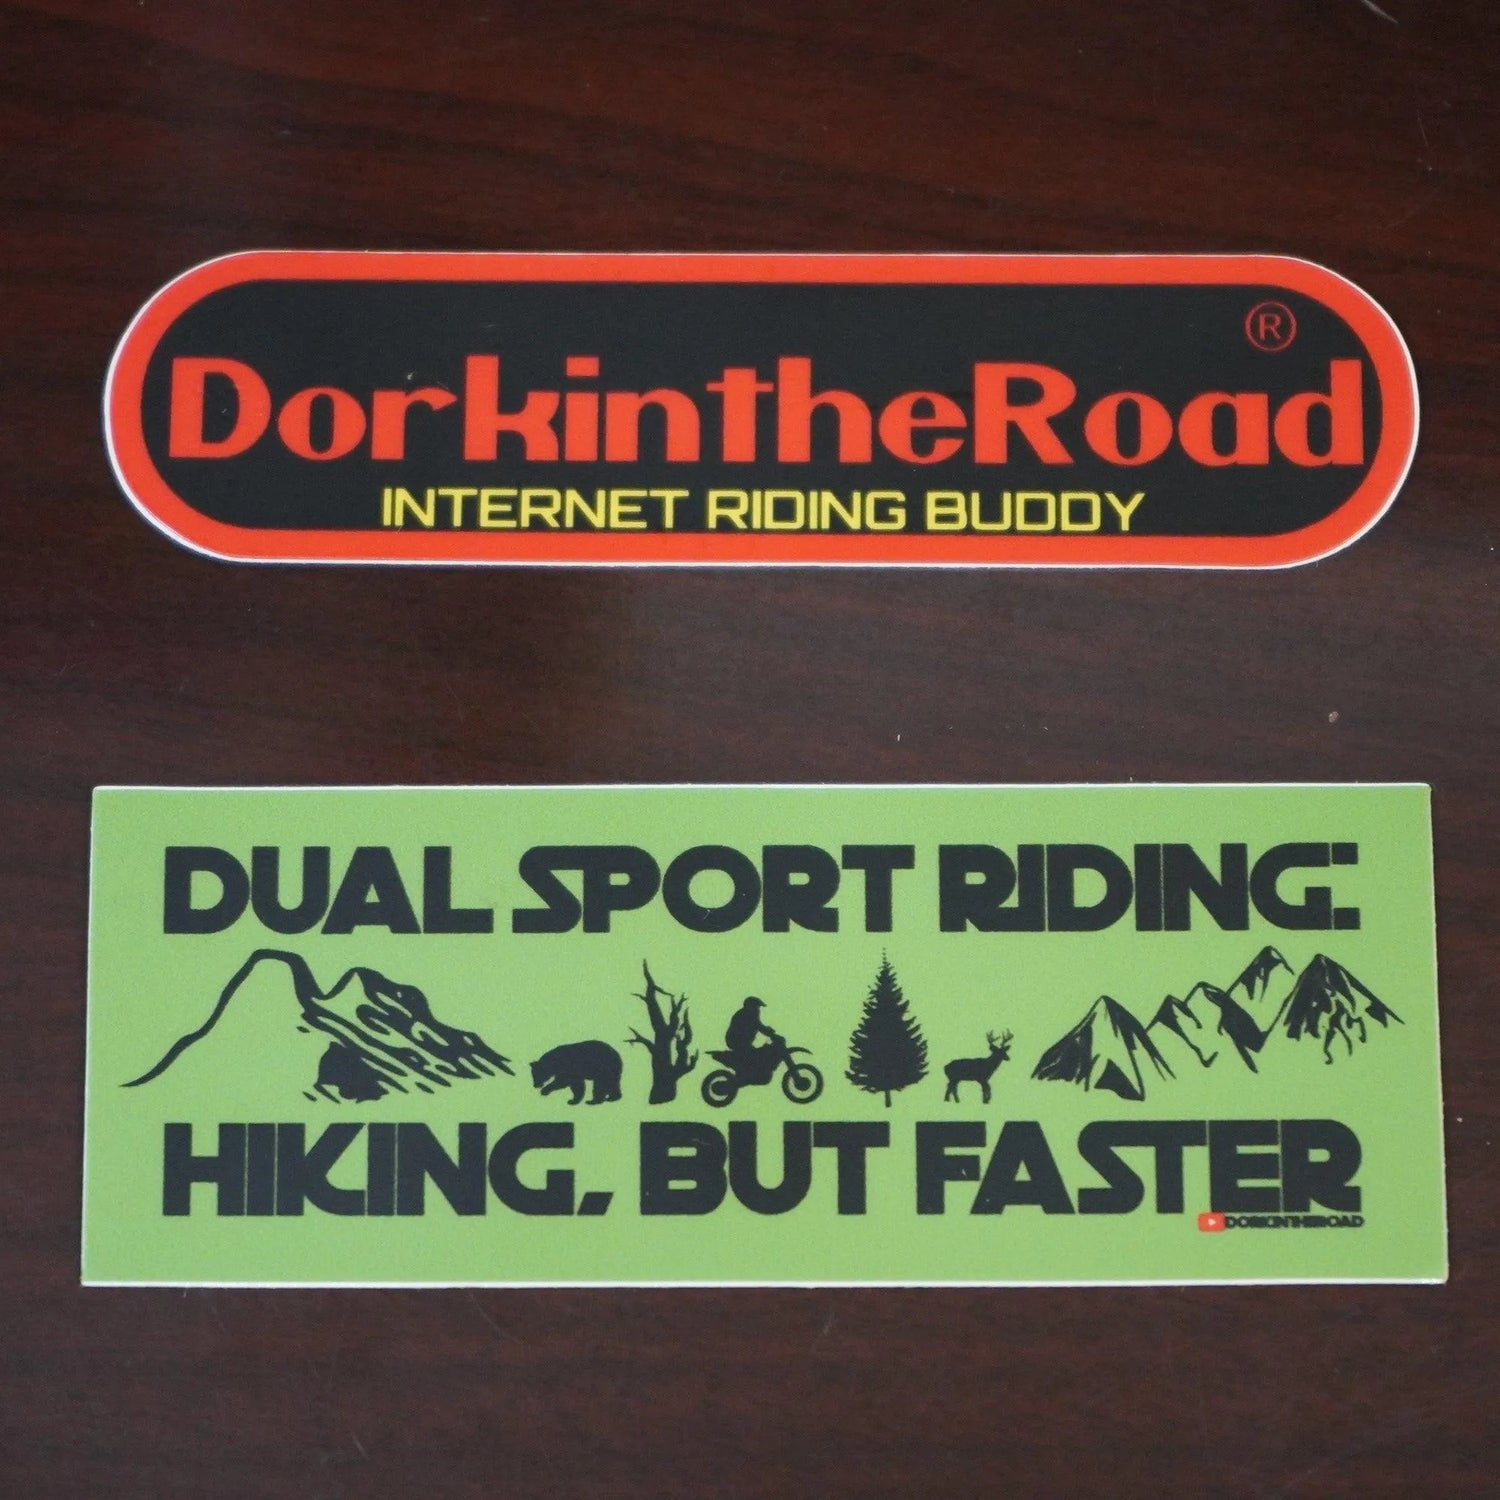 ®
DorkintheRoad
INTERNET RIDING BUDDY
DUAL SPORT RIDING:
HIKING, BUT FASTER
DORKINTHEROAD